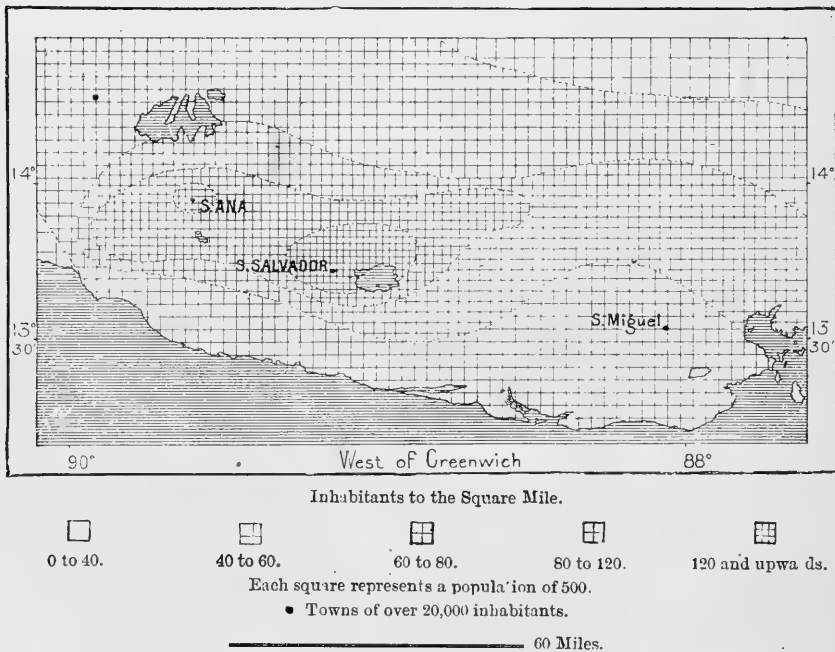 14° 14°
S. ANA
S. SALVADOR
S. Miguel
13° 13
30' 30'
90° West of Greenwich 88°
Inhabitants to the Square Mile.
0 to 40. 40 to 60. 60 to 80. 80 to 120. 120 and upwa ds.
Each square represents a popula'ion of 500.
Towns of over 20,000 inhabitants.
60 Miles.